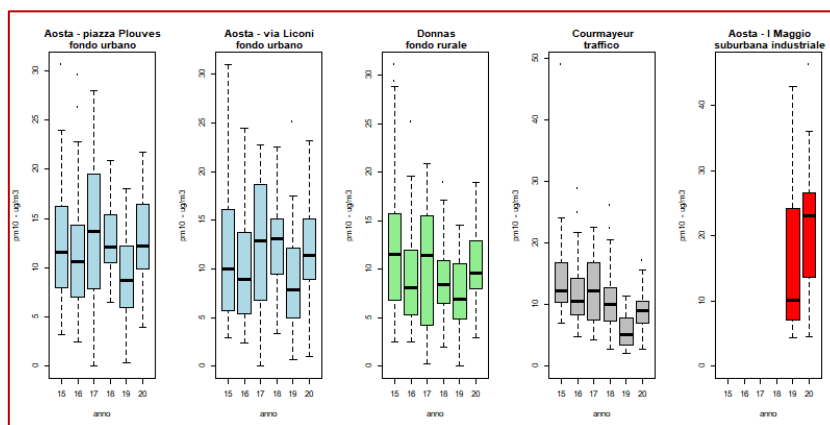 Aosta - piazza Plouves
fondo urbano
pm10 - ug/m3
0
5
10
15
20
25
30
15 16 17 18 19 20
anno
Aosta - via Liconi
fondo urbano
pm10 - ug/m3
0
5
10
15
20
25
30
15 16 17 18 19 20
anno
Donnas
fondo rurale
pm10 - ug/m3
0
5
10
15
20
25
30
15 16 17 18 19 20
anno
Courmayeur
traffico
pm10 - ug/m3
0
10
20
30
40
50
15 16 17 18 19 20
anno
Aosta - I Maggio
suburbana industriale
pm10 - ug/m3
0
10
20
30
40
15 16 17 18 19 20
anno